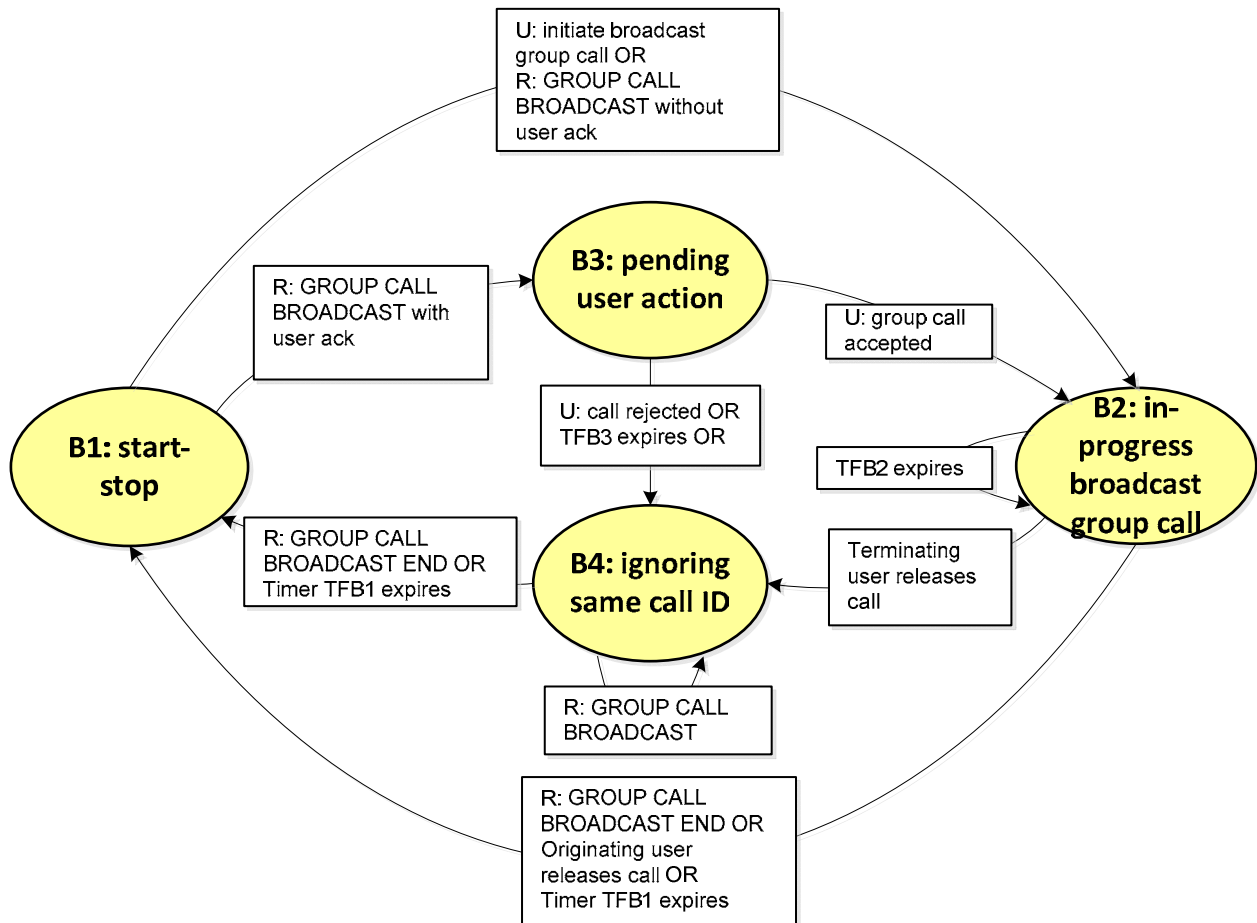 U: initiate broadcast
group call OR
R: GROUP CALL
BROADCAST without
user ack
B3: pending
user action
R: GROUP CALL
BROADCAST with
user ack
U: group call
accepted
B1: start-
stop
U: call rejected OR
TFB3 expires OR
B2: in-
progress
broadcast
group call
TFB2 expires
R: GROUP CALL
BROADCAST END OR
Timer TFB1 expires
B4: ignoring
same call ID
Terminating
user releases
call
R: GROUP CALL
BROADCAST
R: GROUP CALL
BROADCAST END OR
Originating user
releases call OR
Timer TFB1 expires